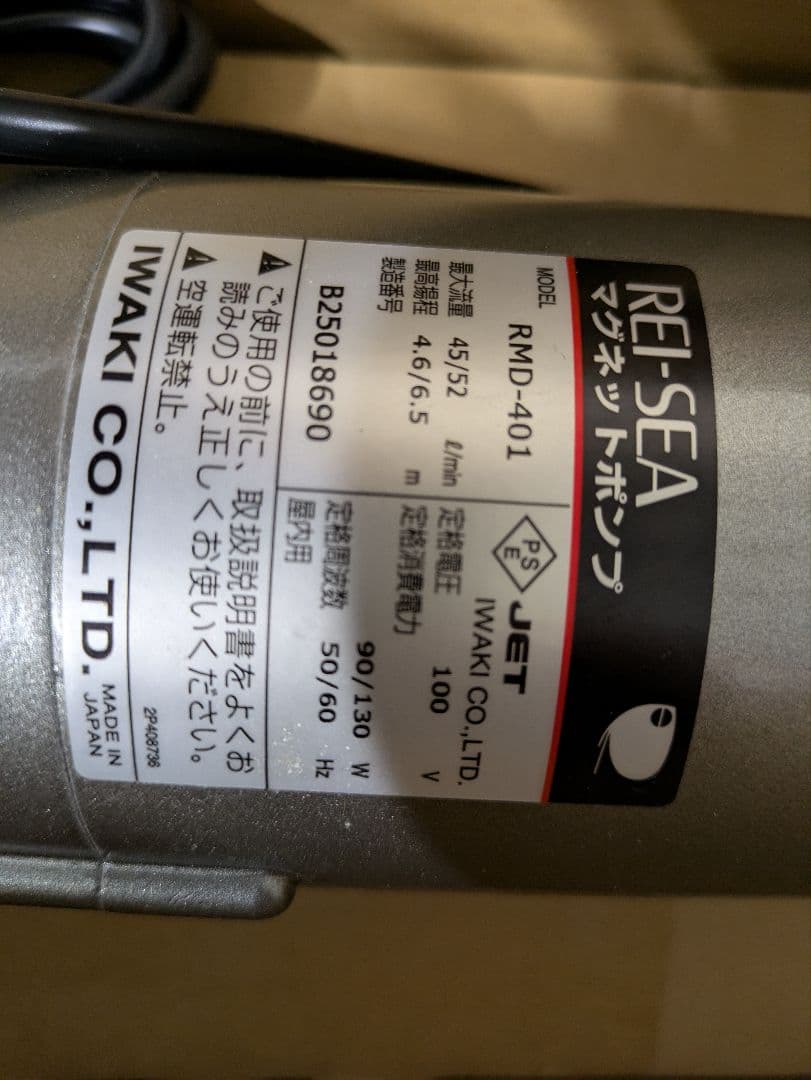 REI-SEA
マグネットポンプ
MODEL RMD-401
最大流量 45/52 ℓ/min
最高揚程 4.6/6.5 m
製造番号
B25018690
PS
E
JET
IWAKI CO.,LTD.
定格電圧 100 V
定格消費電力
90/130 W
定格周波数 50/60 Hz
屋内用
ご使用の前に、取扱説明書をよくお
読みのうえ正しくお使いください。
空運転禁止。
2P408736
IWAKI CO.,LTD. MADE IN
JAPAN